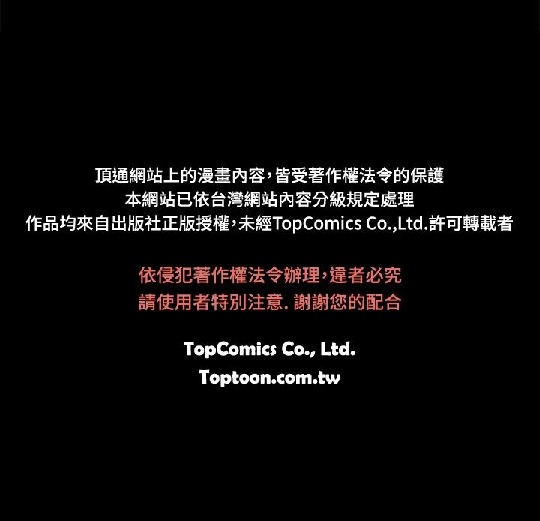 頂通網站上的漫畫內容,皆受著作權法令的保護
本網站已依台灣網站內容分級規定處理
作品均來自出版社正版授權,未經TopComics Co.,Ltd.許可轉載者
依侵犯著作權法令辦理,違者必究
請使用者特別注意. 謝謝您的配合
TopComics Co., Ltd.
Toptoon.com.tw